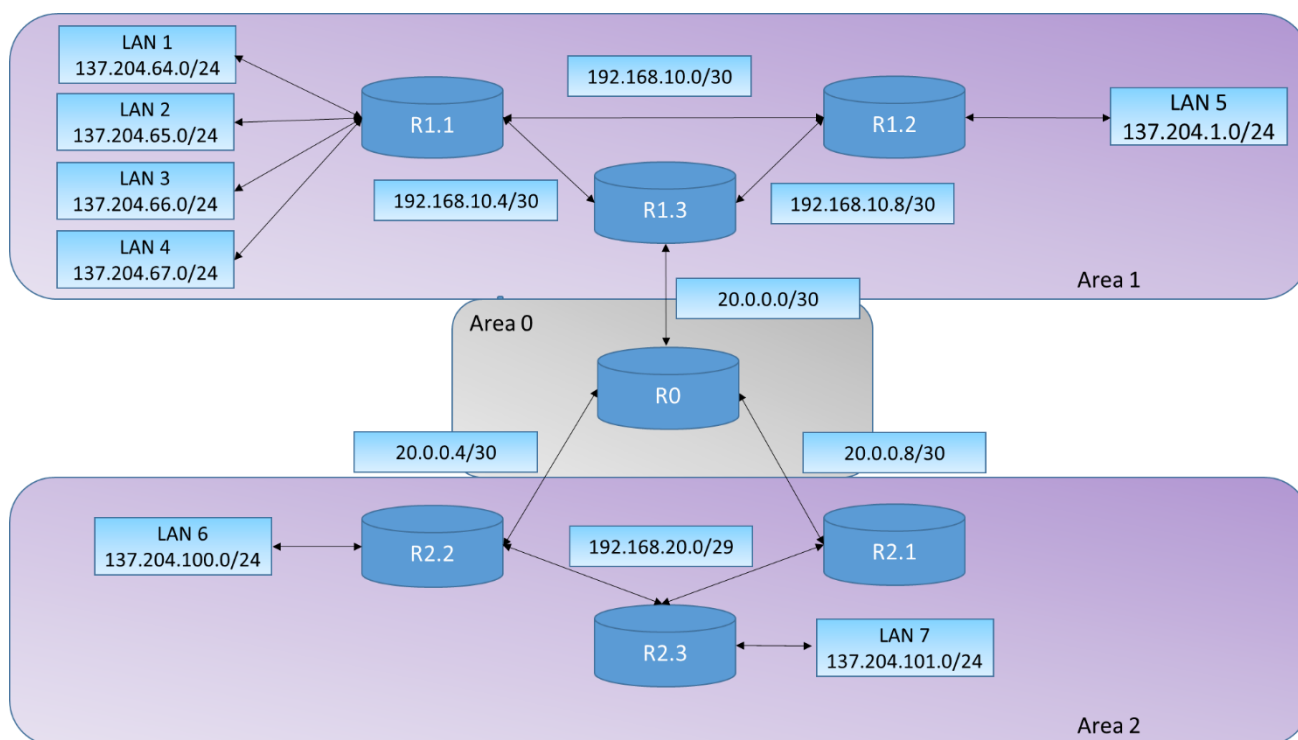 LAN 1
137.204.64.0/24
LAN 2
137.204.65.0/24
LAN 3
137.204.66.0/24
LAN 4
137.204.67.0/24
R1.1
192.168.10.0/30
R1.2
LAN 5
137.204.1.0/24
192.168.10.4/30
R1.3
192.168.10.8/30
Area 1
20.0.0.0/30
Area 0
R0
20.0.0.4/30
20.0.0.8/30
LAN 6
137.204.100.0/24
R2.2
192.168.20.0/29
R2.1
R2.3
LAN 7
137.204.101.0/24
Area 2